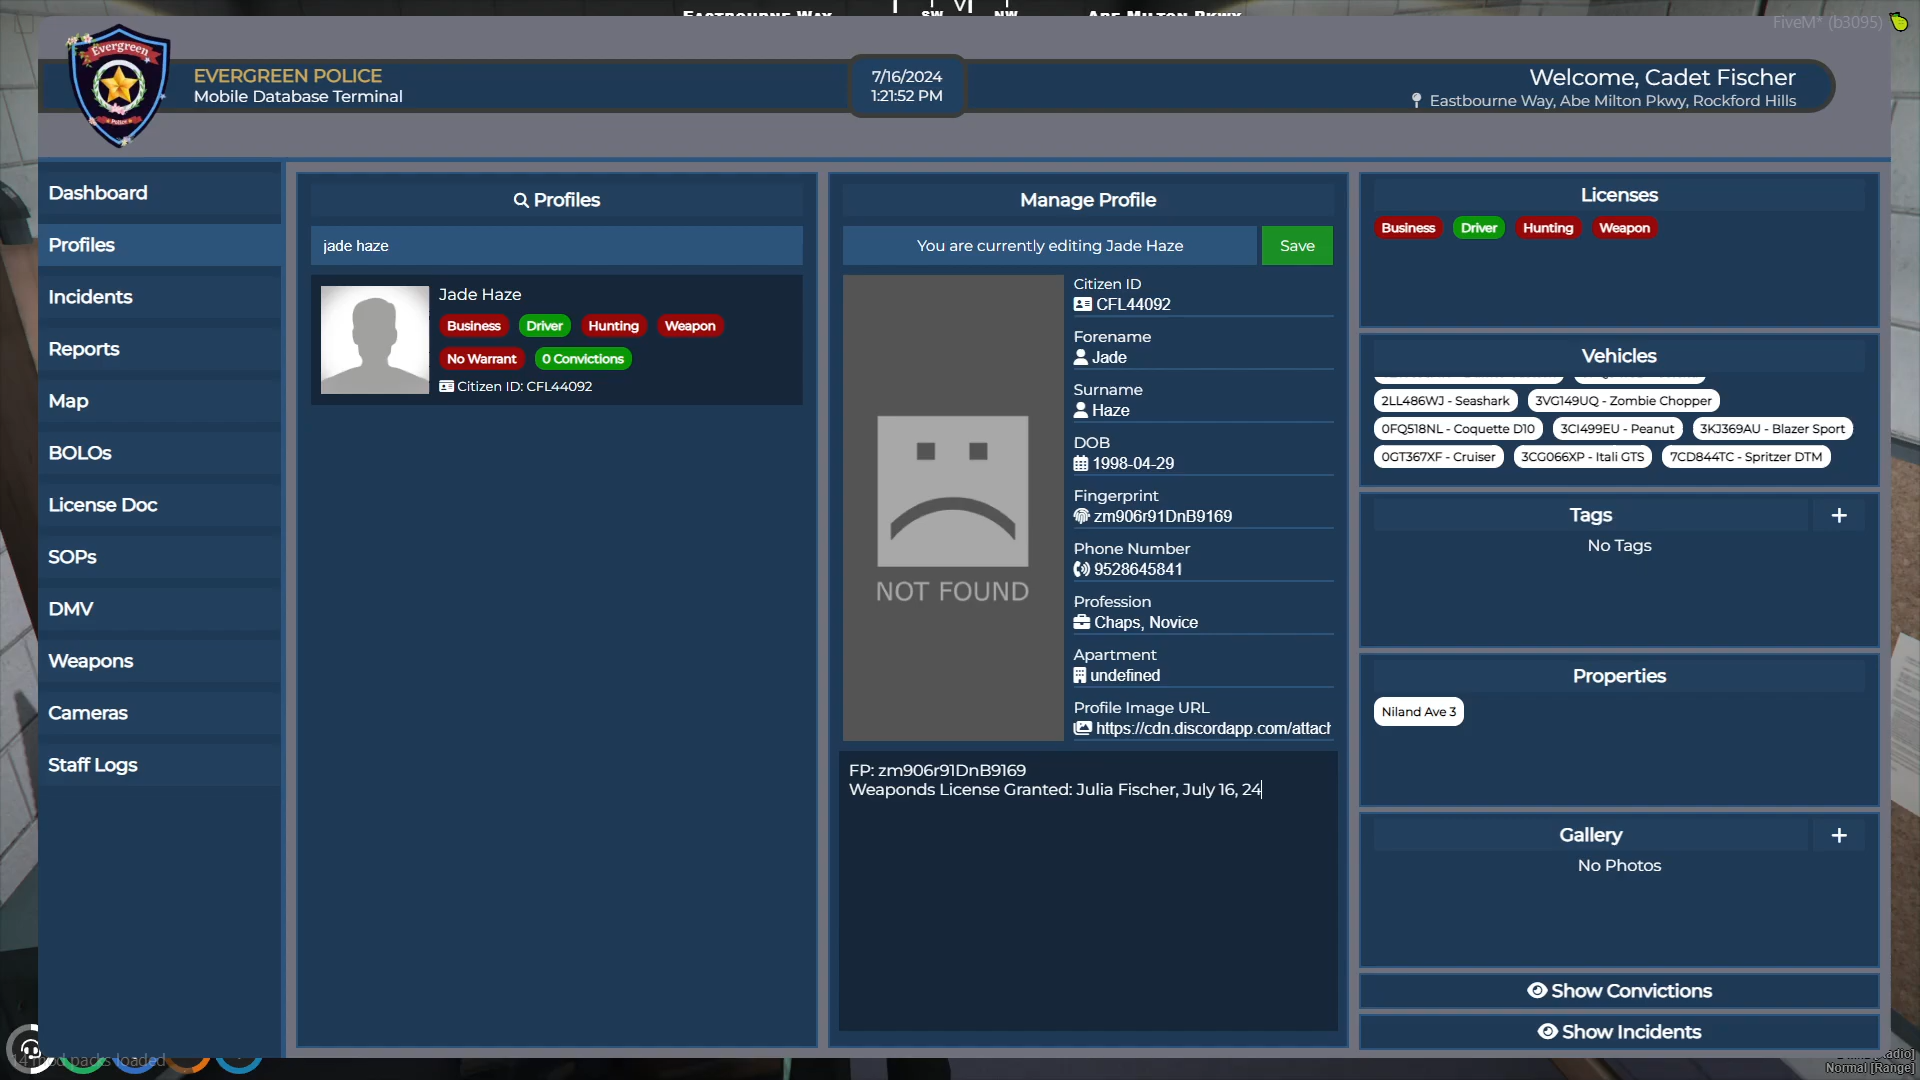 FiveM* (b3095)
SW
NW
Evergreen
Police
EVERGREEN POLICE
Mobile Database Terminal
7/16/2024
1:21:52 PM
Welcome, Cadet Fischer
Eastbourne Way, Abe Milton Pkwy, Rockford Hills
Dashboard
Profiles
Incidents
Reports
Map
BOLOs
License Doc
SOPs
DMV
Weapons
Cameras
Staff Logs
Profiles
jade haze
Jade Haze
Business Driver Hunting Weapon
No Warrant 0 Convictions
Citizen ID: CFL44092
Manage Profile
You are currently editing Jade Haze Save
NOT FOUND
Citizen ID
CFL44092
Forename
Jade
Surname
Haze
DOB
1998-04-29
Fingerprint
zm906r91DnB9169
Phone Number
9528645841
Profession
Chaps, Novice
Apartment
undefined
Profile Image URL
https://cdn.discordapp.com/attach
FP: zm906r91DnB9169
Weaponds License Granted: Julia Fischer, July 16, 24
Licenses
Business Driver Hunting Weapon
Vehicles
2LL486WJ - Seashark 3VG149UQ - Zombie Chopper
0FQ518NL - Coquette D10 3CI499EU - Peanut 3KJ369AU - Blazer Sport
0GT367XF - Cruiser 3CG066XP - Itali GTS 7CD844TC - Spritzer DTM
Tags +
No Tags
Properties
Niland Ave 3
Gallery +
No Photos
Show Convictions
Show Incidents
packs loaded
Normal [Range]